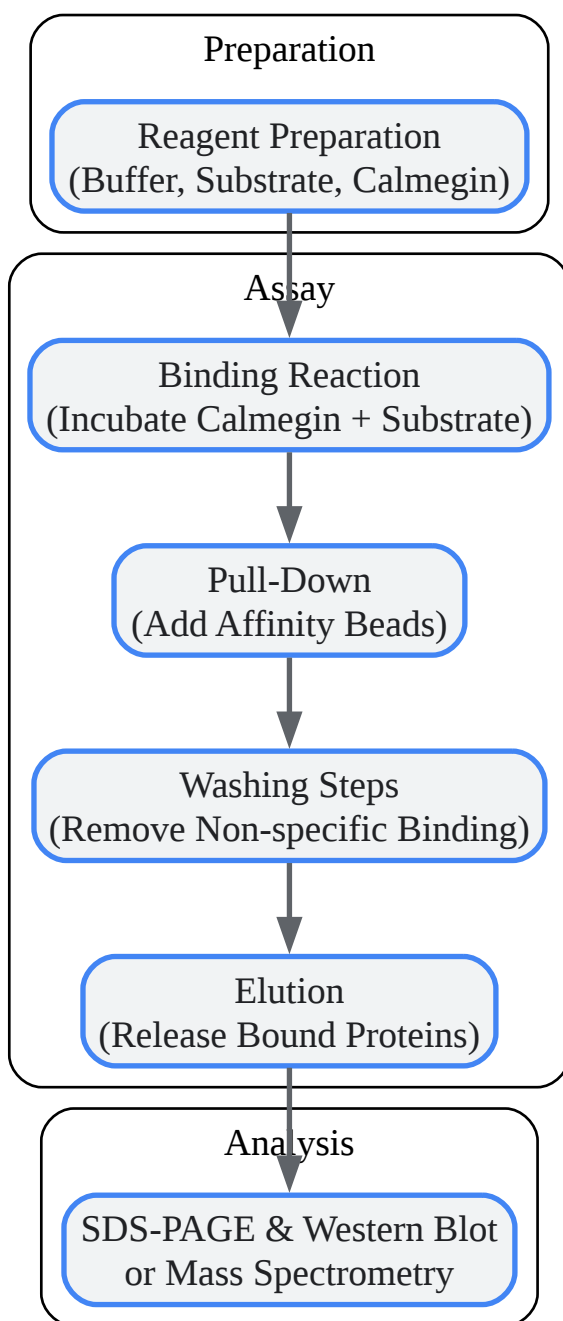 Preparation
Reagent Preparation
(Buffer, Substrate, Calmegin)
Assay
Binding Reaction
(Incubate Calmegin + Substrate)
Pull-Down
(Add Affinity Beads)
Washing Steps
(Remove Non-specific Binding)
Elution
(Release Bound Proteins)
Analysis
SDS-PAGE & Western Blot
or Mass Spectrometry